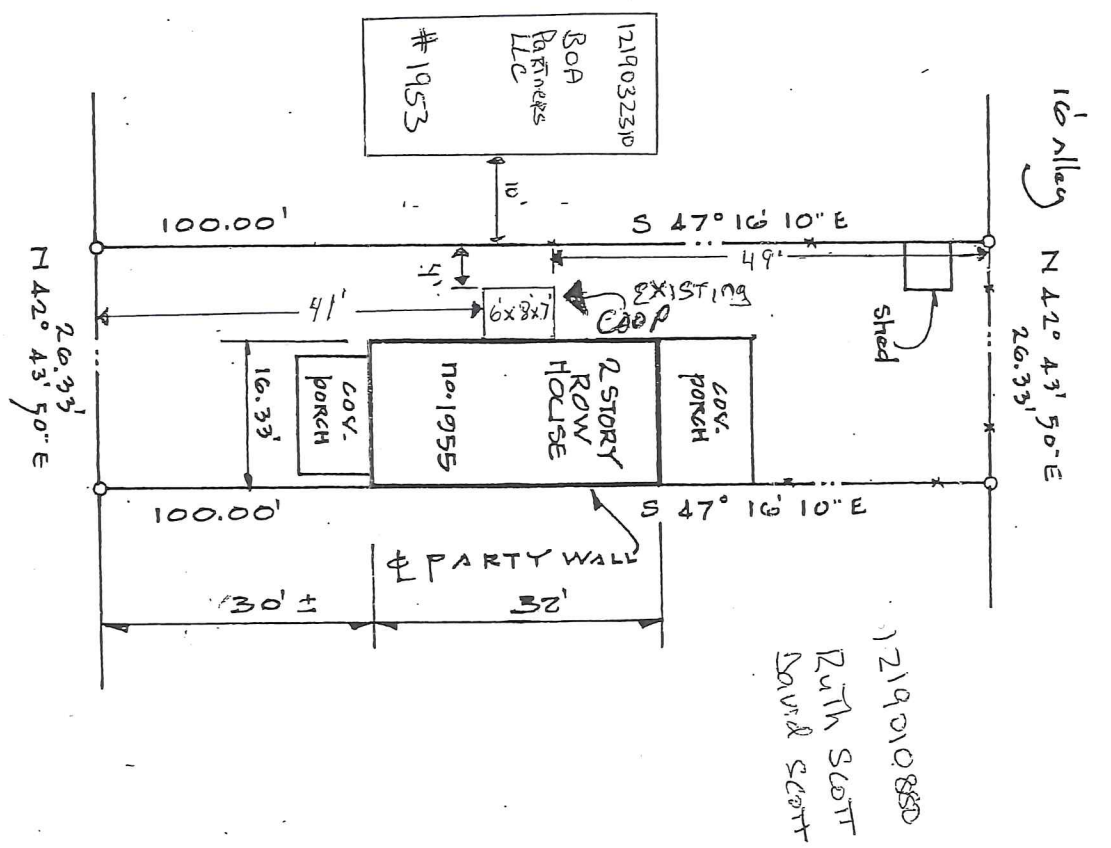 16' Alley
1219032310
BOA
Partners
LLC
#1953
10'
100.00'
S 47° 16' 10" E
N 42° 43' 50" E
26.33'
49'
4'
EXISTING
COOP
6'x8'x7'
shed
41'
N 42° 43' 50" E
26.33'
16.33'
COV.
PORCH
2 STORY
ROW
HOUSE
no.1955
COV.
PORCH
100.00'
S 47° 16' 10" E
℄ PARTY WALL
30' ±
32'
1219010880
Ruth Scott
David Scott